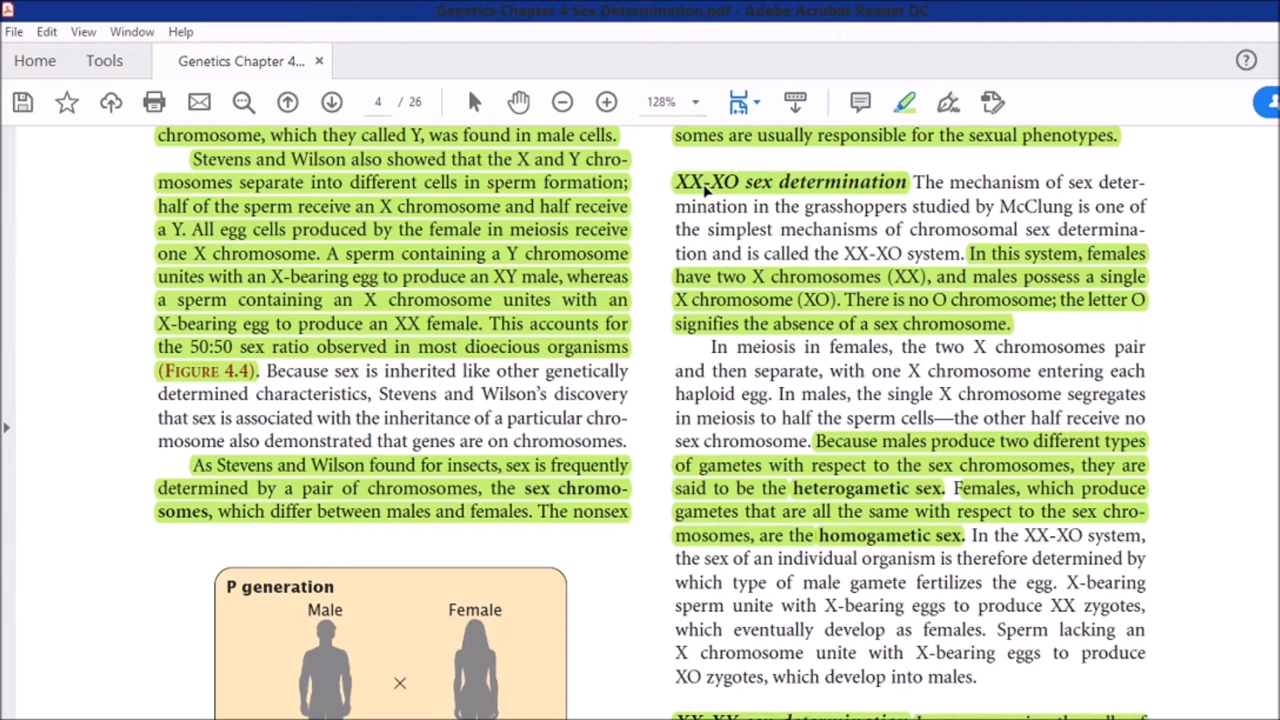 Genetics Chapter 4 Sex Determination.pdf - Adobe Acrobat Reader DC
File Edit View Window Help
Home Tools Genetics Chapter 4... ×
4 / 26 128%
chromosome, which they called Y, was found in male cells.
Stevens and Wilson also showed that the X and Y chro-
mosomes separate into different cells in sperm formation;
half of the sperm receive an X chromosome and half receive
a Y. All egg cells produced by the female in meiosis receive
one X chromosome. A sperm containing a Y chromosome
unites with an X-bearing egg to produce an XY male, whereas
a sperm containing an X chromosome unites with an
X-bearing egg to produce an XX female. This accounts for
the 50:50 sex ratio observed in most dioecious organisms
(FIGURE 4.4). Because sex is inherited like other genetically
determined characteristics, Stevens and Wilson's discovery
that sex is associated with the inheritance of a particular chro-
mosome also demonstrated that genes are on chromosomes.
As Stevens and Wilson found for insects, sex is frequently
determined by a pair of chromosomes, the sex chromo-
somes, which differ between males and females. The nonsex
P generation
Male Female
×
somes are usually responsible for the sexual phenotypes.
XX-XO sex determination The mechanism of sex deter-
mination in the grasshoppers studied by McClung is one of
the simplest mechanisms of chromosomal sex determina-
tion and is called the XX-XO system. In this system, females
have two X chromosomes (XX), and males possess a single
X chromosome (XO). There is no O chromosome; the letter O
signifies the absence of a sex chromosome.
In meiosis in females, the two X chromosomes pair
and then separate, with one X chromosome entering each
haploid egg. In males, the single X chromosome segregates
in meiosis to half the sperm cells—the other half receive no
sex chromosome. Because males produce two different types
of gametes with respect to the sex chromosomes, they are
said to be the heterogametic sex. Females, which produce
gametes that are all the same with respect to the sex chro-
mosomes, are the homogametic sex. In the XX-XO system,
the sex of an individual organism is therefore determined by
which type of male gamete fertilizes the egg. X-bearing
sperm unite with X-bearing eggs to produce XX zygotes,
which eventually develop as females. Sperm lacking an
X chromosome unite with X-bearing eggs to produce
XO zygotes, which develop into males.